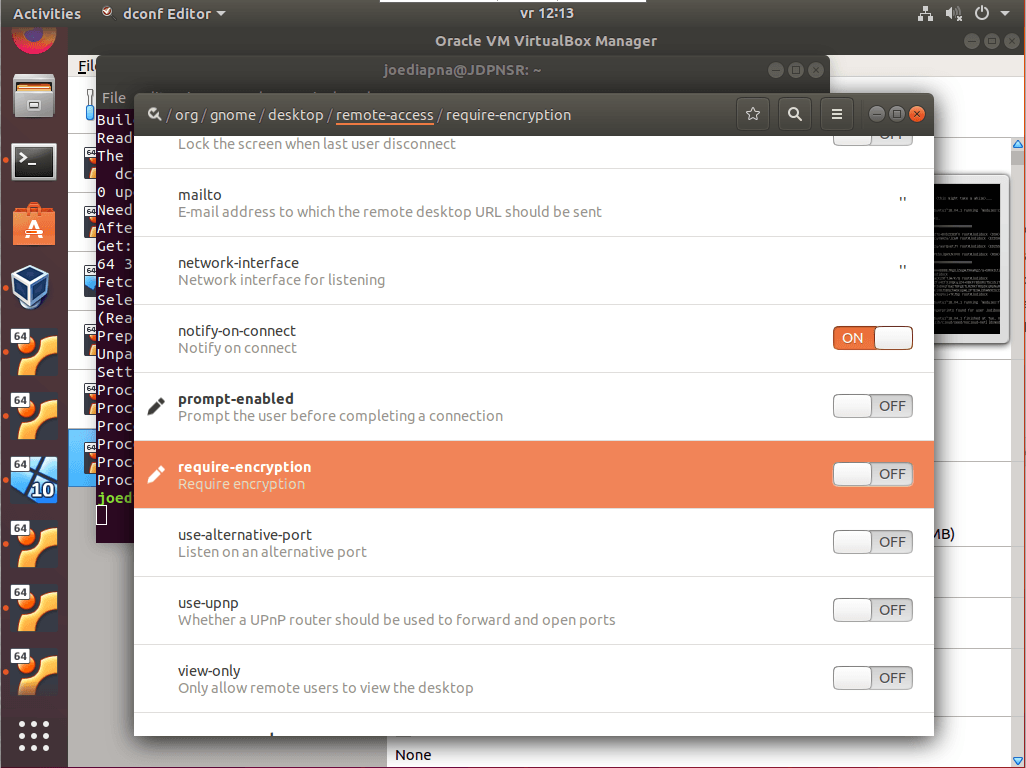 Activities
dconf Editor
vr 12:13
Oracle VM VirtualBox Manager
File
joediapna@JDPNSR: ~
File
/ org / gnome / desktop / remote-access / require-encryption
Lock the screen when last user disconnect
OFF
mailto
E-mail address to which the remote desktop URL should be sent
''
network-interface
Network interface for listening
''
notify-on-connect
Notify on connect
ON
prompt-enabled
Prompt the user before completing a connection
OFF
require-encryption
Require encryption
OFF
use-alternative-port
Listen on an alternative port
OFF
use-upnp
Whether a UPnP router should be used to forward and open ports
OFF
view-only
Only allow remote users to view the desktop
OFF
Buil
Read
The
dc
0 up
Need
Afte
Get:
64 3
Fetc
Sele
(Rea
Prep
Unpa
Sett
Proc
Proc
Proc
Proc
Proc
Proc
joed
64
64
64
10
64
64
64
MB)
None